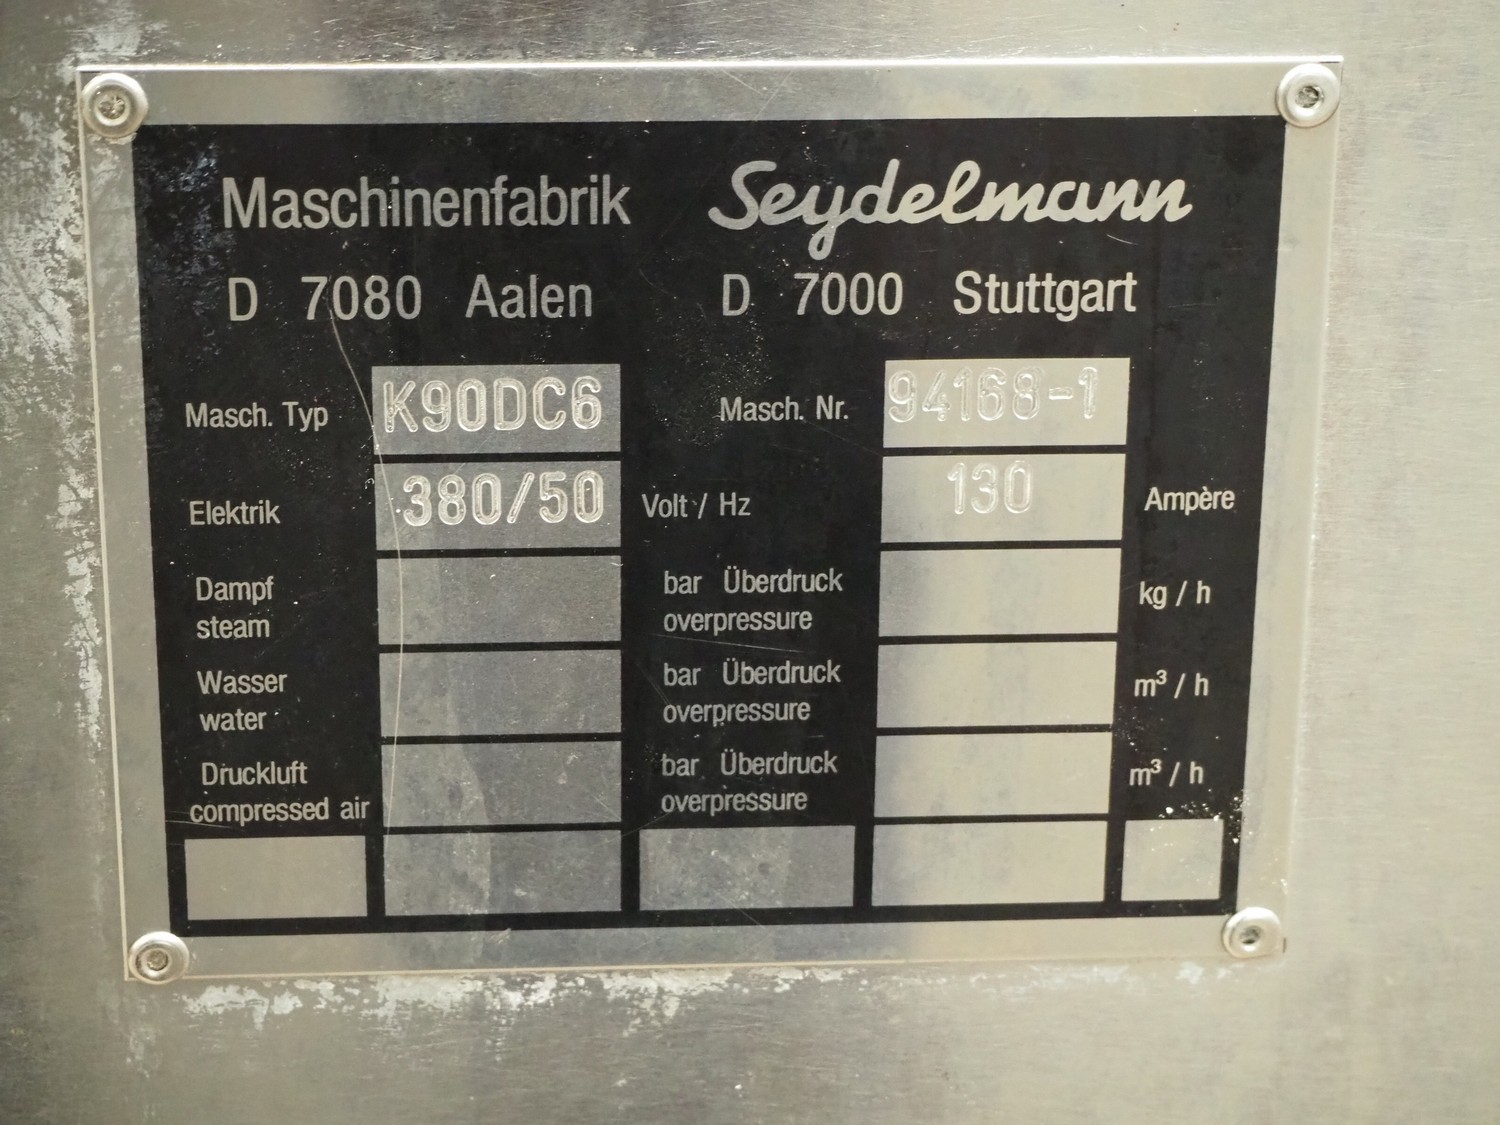 Maschinenfabrik Seydelmann
D 7080 Aalen D 7000 Stuttgart
Masch. Typ K90DC6 Masch. Nr. 94168-1
Elektrik 380/50 Volt / Hz 130 Ampère
Dampf bar Überdruck kg / h
steam overpressure
Wasser bar Überdruck m³ / h
water overpressure
Druckluft bar Überdruck m³ / h
compressed air overpressure